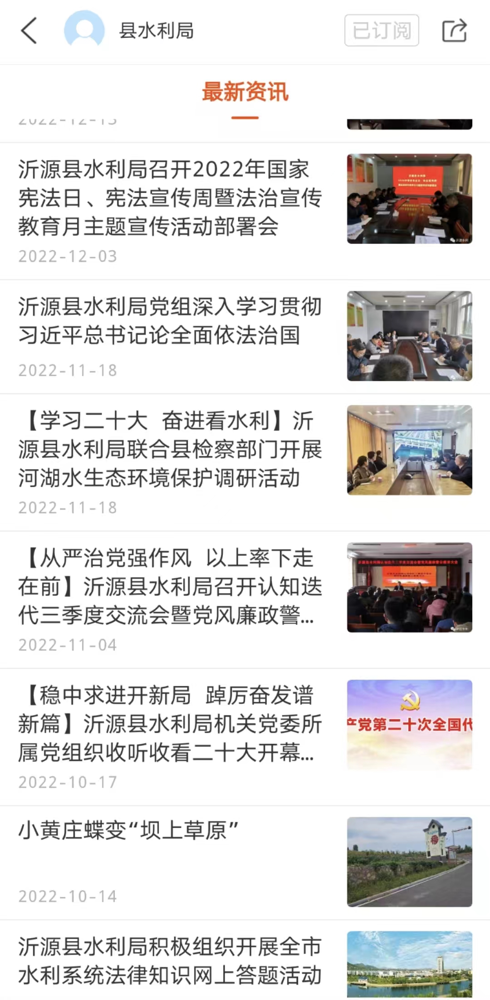 县水利局
已订阅
最新资讯
2022-12-13
沂源县水利局召开2022年国家
宪法日、宪法宣传周暨法治宣传
教育月主题宣传活动部署会
2022-12-03
沂源县水利局党组深入学习贯彻
习近平总书记论全面依法治国
2022-11-18
【学习二十大 奋进看水利】沂
源县水利局联合县检察部门开展
河湖水生态环境保护调研活动
2022-11-18
【从严治党强作风 以上率下走
在前】沂源县水利局召开认知迭
代三季度交流会暨党风廉政警...
2022-11-04
【稳中求进开新局 踔厉奋发谱
新篇】沂源县水利局机关党委所
属党组织收听收看二十大开幕...
产党第二十次全国代
2022-10-17
小黄庄蝶变“坝上草原”
福
2022-10-14
沂源县水利局积极组织开展全市
水利系统法律知识网上答题活动